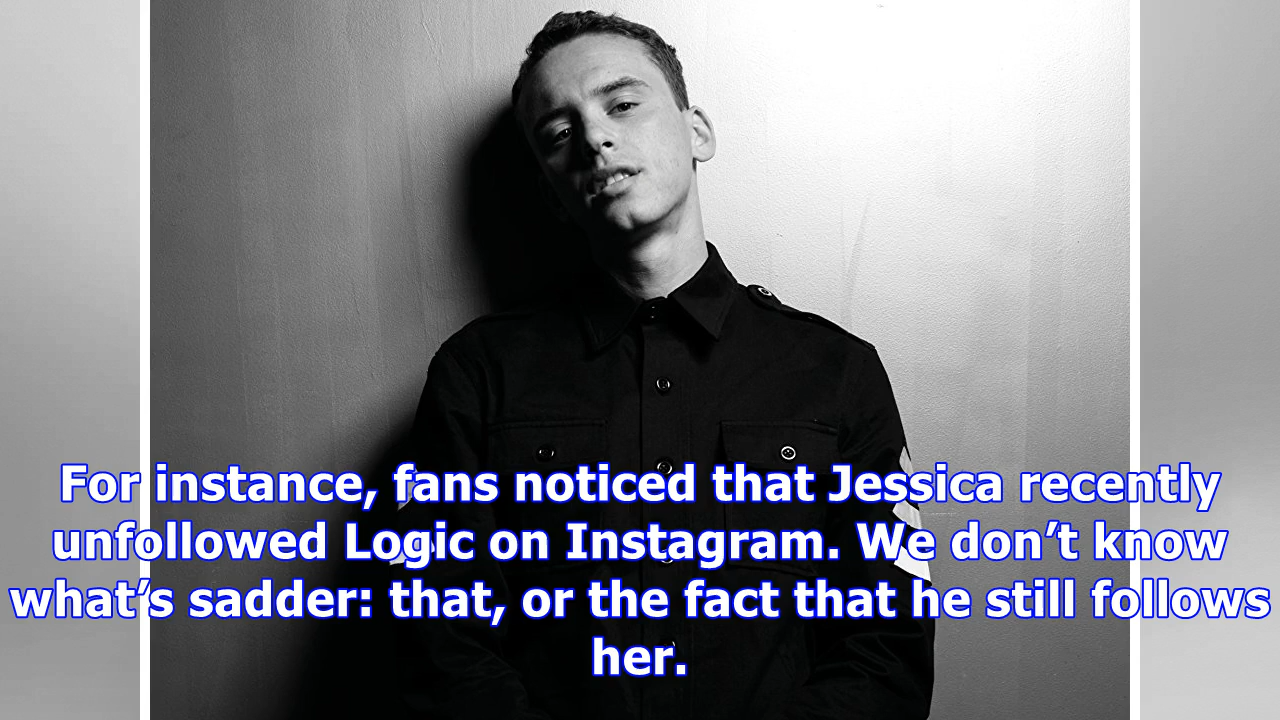 For instance, fans noticed that Jessica recently
unfollowed Logic on Instagram. We don’t know
what’s sadder: that, or the fact that he still follows
her.